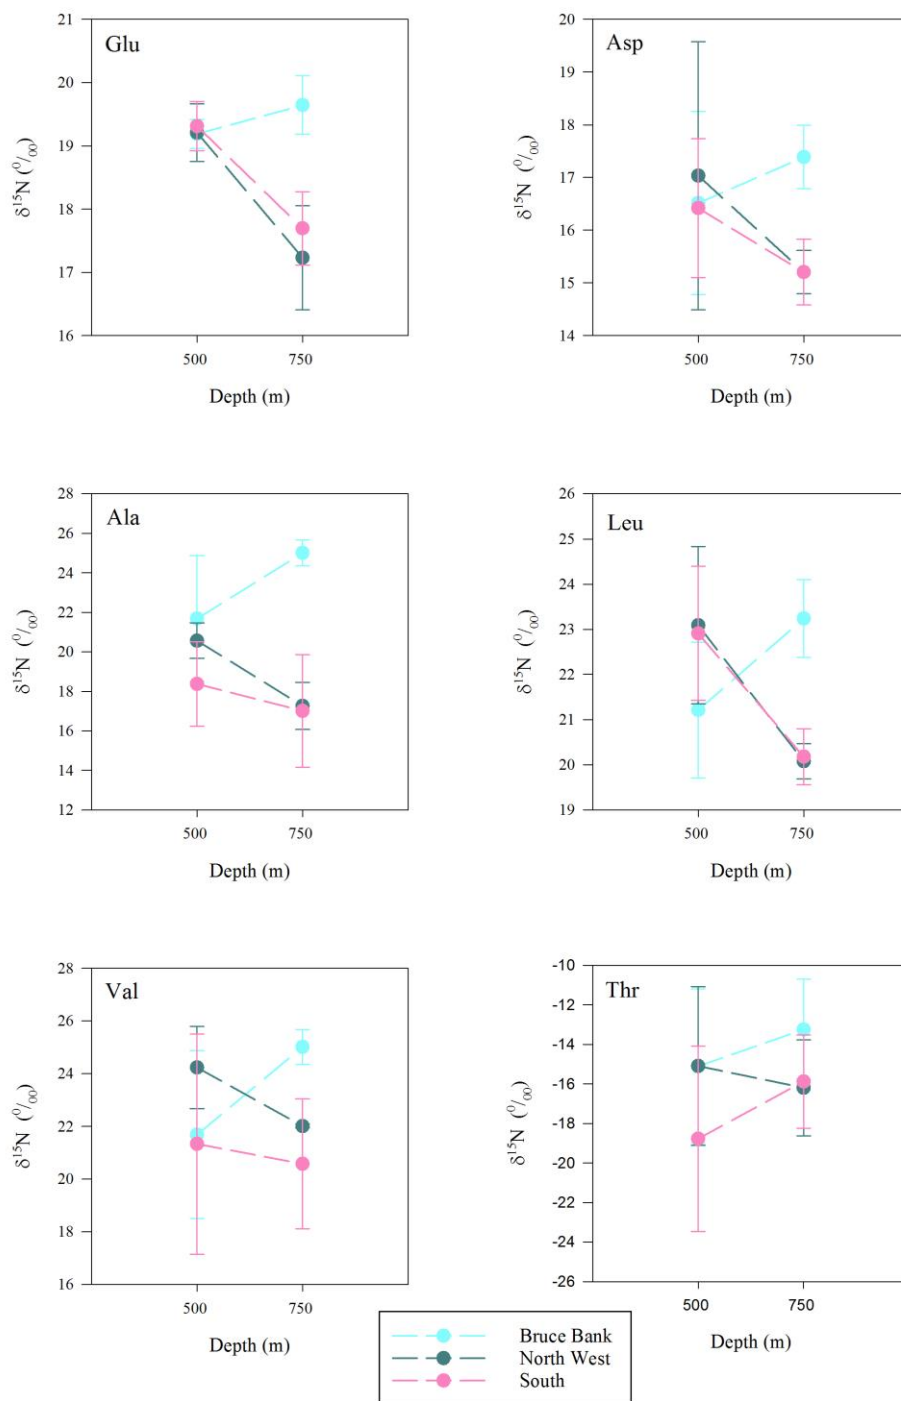 Glu
21
20
19
18
17
16
δ¹⁵N (⁰/₀₀)
500 750
Depth (m)
Asp
20
19
18
17
16
15
14
δ¹⁵N (⁰/₀₀)
500 750
Depth (m)
Ala
28
26
24
22
20
18
16
14
12
δ¹⁵N (⁰/₀₀)
500 750
Depth (m)
Leu
26
25
24
23
22
21
20
19
δ¹⁵N (⁰/₀₀)
500 750
Depth (m)
Val
28
26
24
22
20
18
16
δ¹⁵N (⁰/₀₀)
500 750
Depth (m)
Thr
-10
-12
-14
-16
-18
-20
-22
-24
-26
δ¹⁵N (⁰/₀₀)
500 750
Depth (m)
Bruce Bank
North West
South